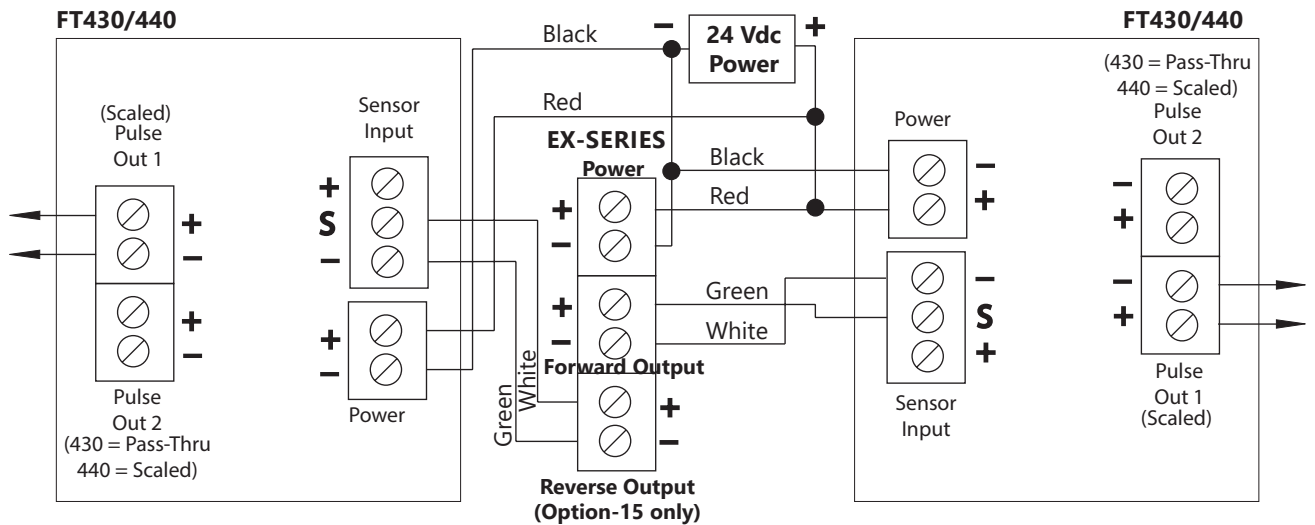 FT430/440
(Scaled)
Pulse
Out 1
+
−
+
−
Pulse
Out 2
(430 = Pass-Thru
440 = Scaled)
Sensor
Input
+
S
−
+
−
Power
Black
Red
Green
White
−
24 Vdc
Power
+
EX-SERIES
Power
+
−
+
−
Forward Output
+
−
Reverse Output
(Option-15 only)
Black
Red
Green
White
FT430/440
Power
−
+
−
S
+
Sensor
Input
(430 = Pass-Thru
440 = Scaled)
Pulse
Out 2
−
+
−
+
Pulse
Out 1
(Scaled)